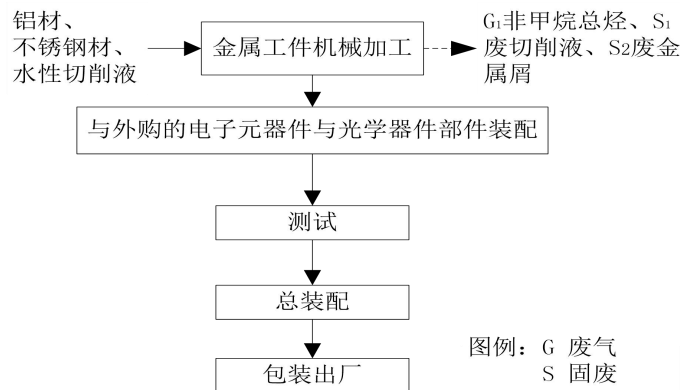 铝材、
不锈钢材、
水性切削液
金属工件机械加工
G₁非甲烷总烃、S₁
废切削液、S₂废金
属屑
与外购的电子元器件与光学器件部件装配
测试
总装配
包装出厂
图例：G 废气
S 固废